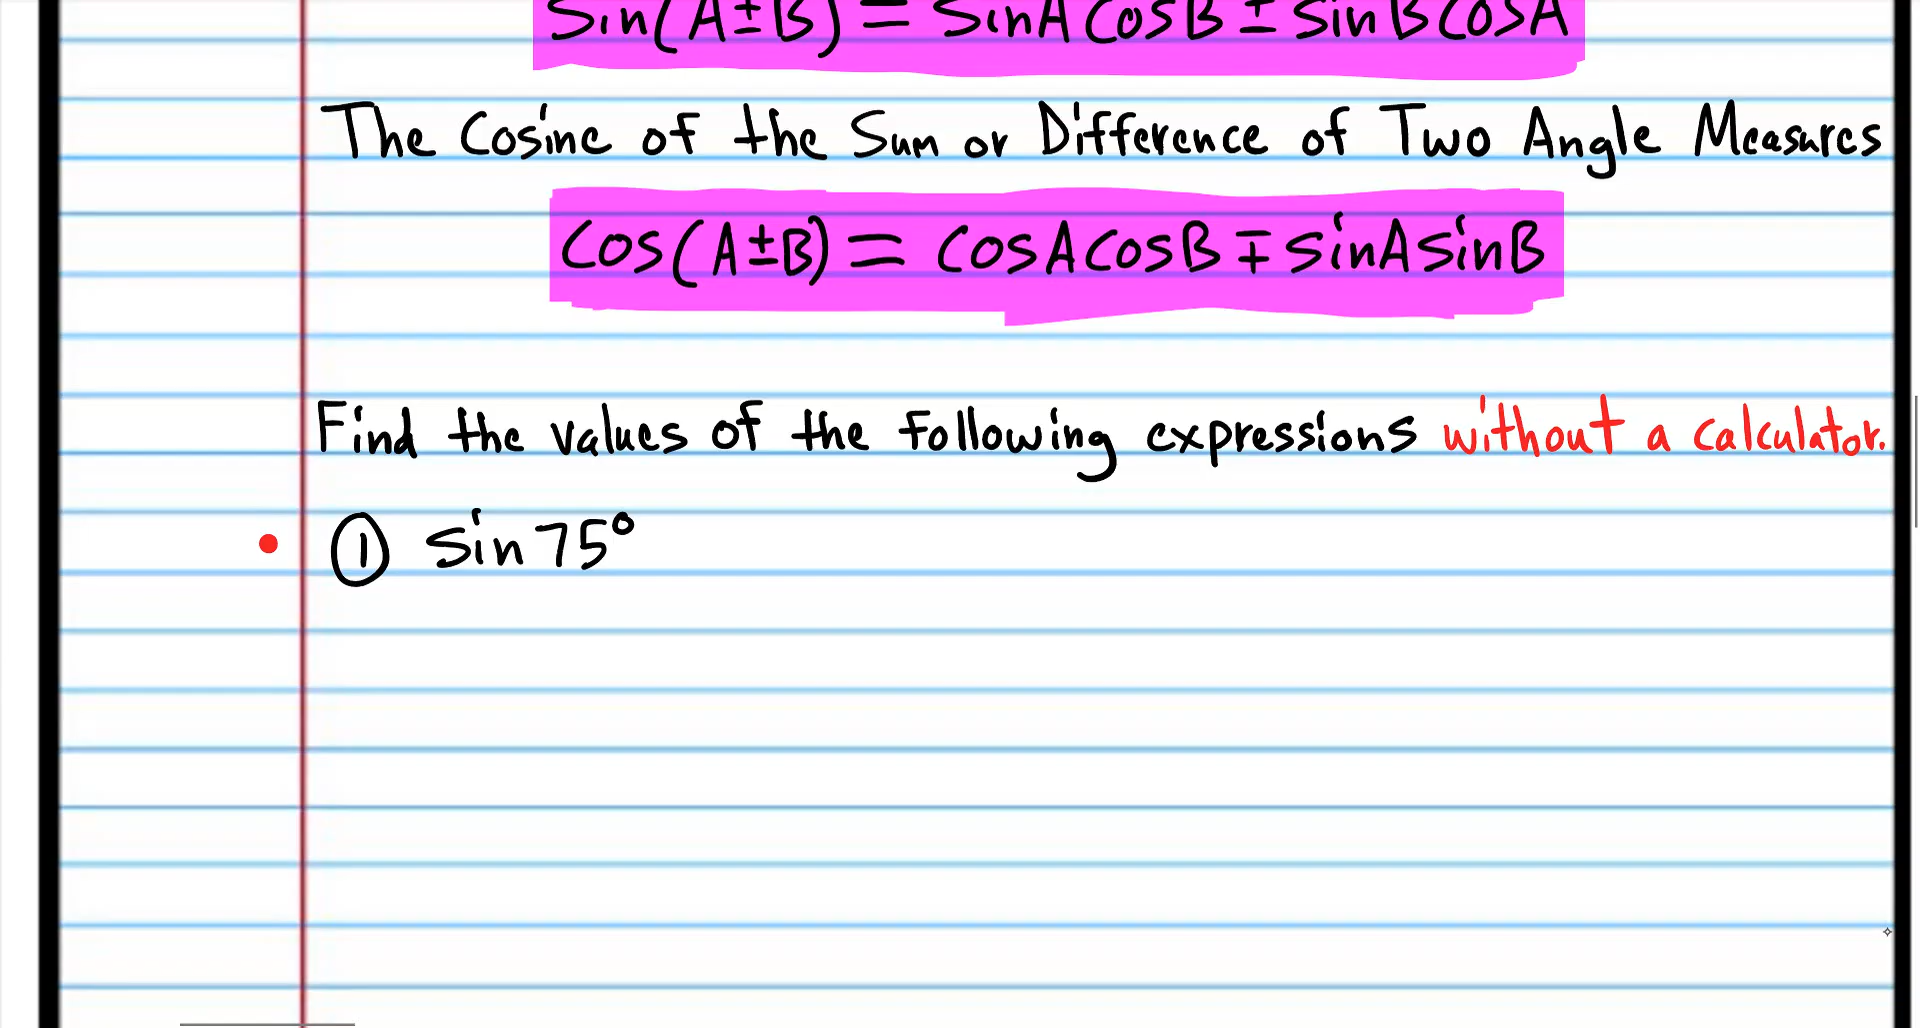 Sin(A±B) = SinA CosB ± SinB CosA
The Cosine of the Sum or Difference of Two Angle Measures
Cos(A±B) = CosA CosB ∓ SinA SinB
Find the values of the following expressions without a calculator.
① Sin 75°